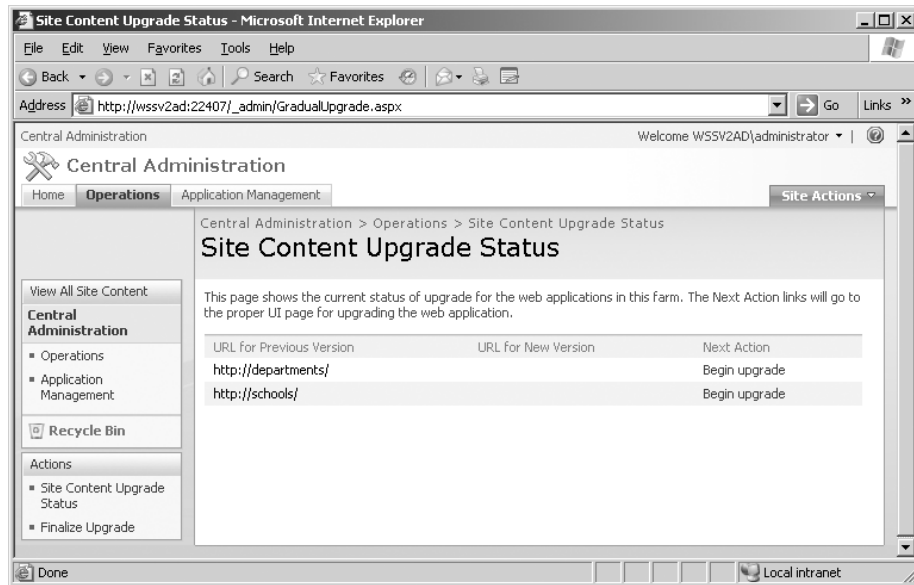 Site Content Upgrade Status - Microsoft Internet Explorer
File Edit View Favorites Tools Help
Back Search Favorites
Address http://wssv2ad:22407/_admin/GradualUpgrade.aspx Go Links »
Central Administration Welcome WSSV2AD\administrator |
Central Administration
Home Operations Application Management Site Actions
Central Administration > Operations > Site Content Upgrade Status
Site Content Upgrade Status
View All Site Content
Central
Administration
Operations
Application
Management
Recycle Bin
Actions
Site Content Upgrade
Status
Finalize Upgrade
This page shows the current status of upgrade for the web applications in this farm. The Next Action links will go to
the proper UI page for upgrading the web application.
URL for Previous Version URL for New Version Next Action
http://departments/ Begin upgrade
http://schools/ Begin upgrade
Done Local intranet